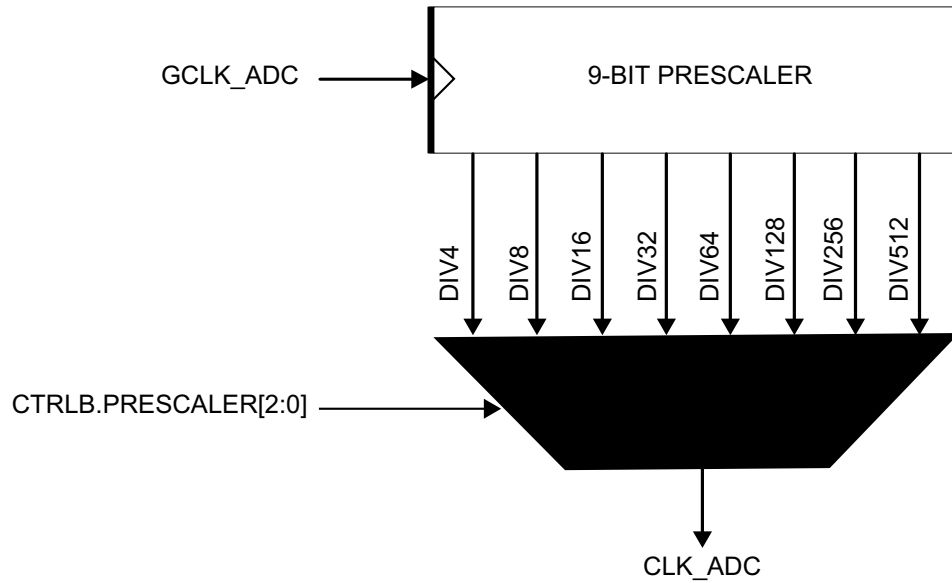 GCLK_ADC
9-BIT PRESCALER
DIV4
DIV8
DIV16
DIV32
DIV64
DIV128
DIV256
DIV512
CTRLB.PRESCALER[2:0]
CLK_ADC